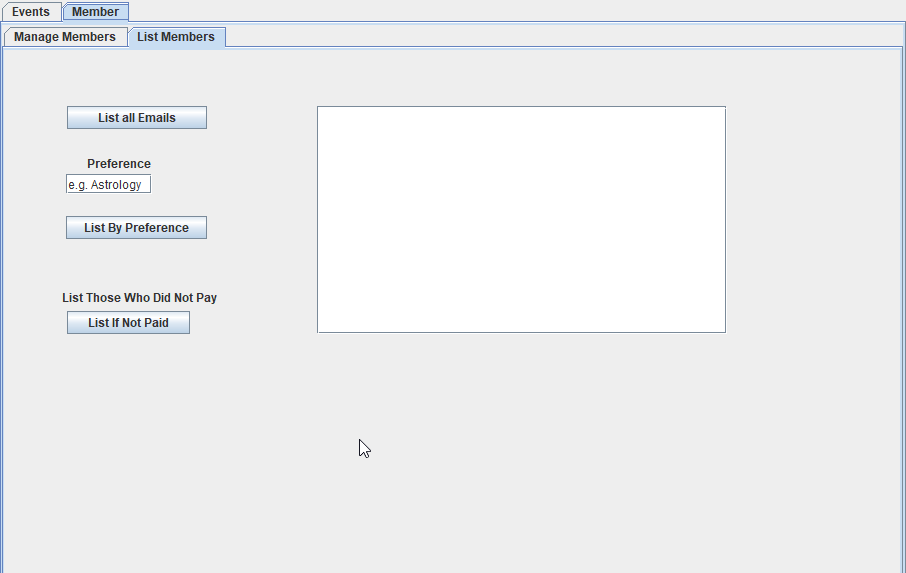 Events Member
Manage Members List Members
List all Emails
Preference
e.g. Astrology
List By Preference
List Those Who Did Not Pay
List If Not Paid